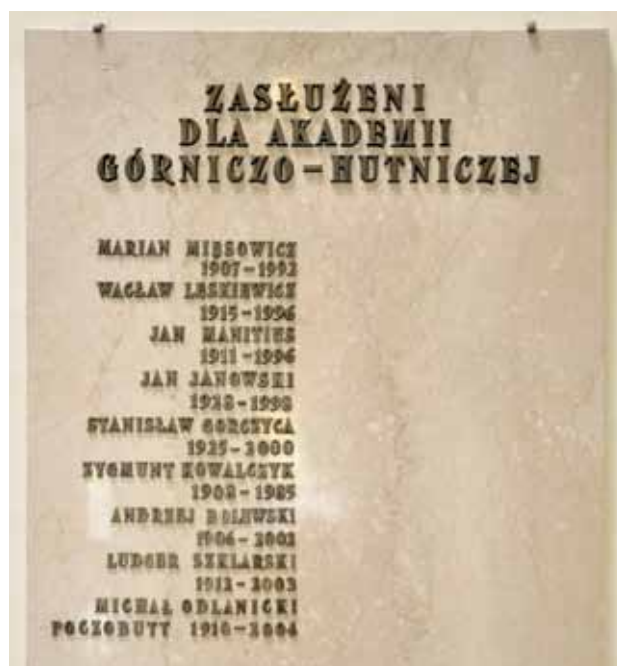 ZASŁUŻENI
DLA AKADEMII
GÓRNICZO-HUTNICZEJ
MARIAN MIĘSOWICZ
1907-1992
WACŁAW LESKIEWICZ
1915-1996
JAN MANITIUS
1911-1996
JAN JANOWSKI
1928-1998
STANISŁAW GORCZYCA
1925-2000
ZYGMUNT KOWALCZYK
1908-1985
ANDRZEJ BOLEWSKI
1906-2002
LUDGER SZKLARSKI
1912-2003
MICHAŁ ODLANICKI
POCZOBUTT 1910-2004